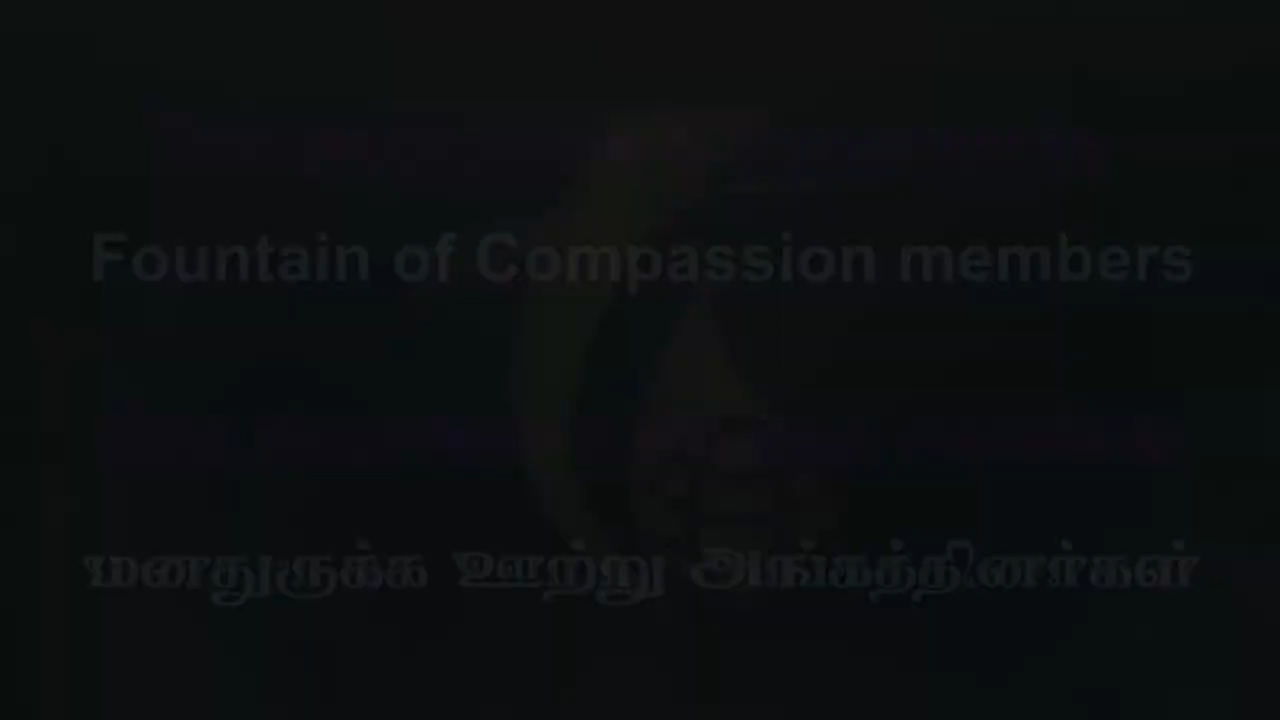 Fountain of Compassion members
மனதுருக்க ஊற்று அங்கத்தினர்கள்